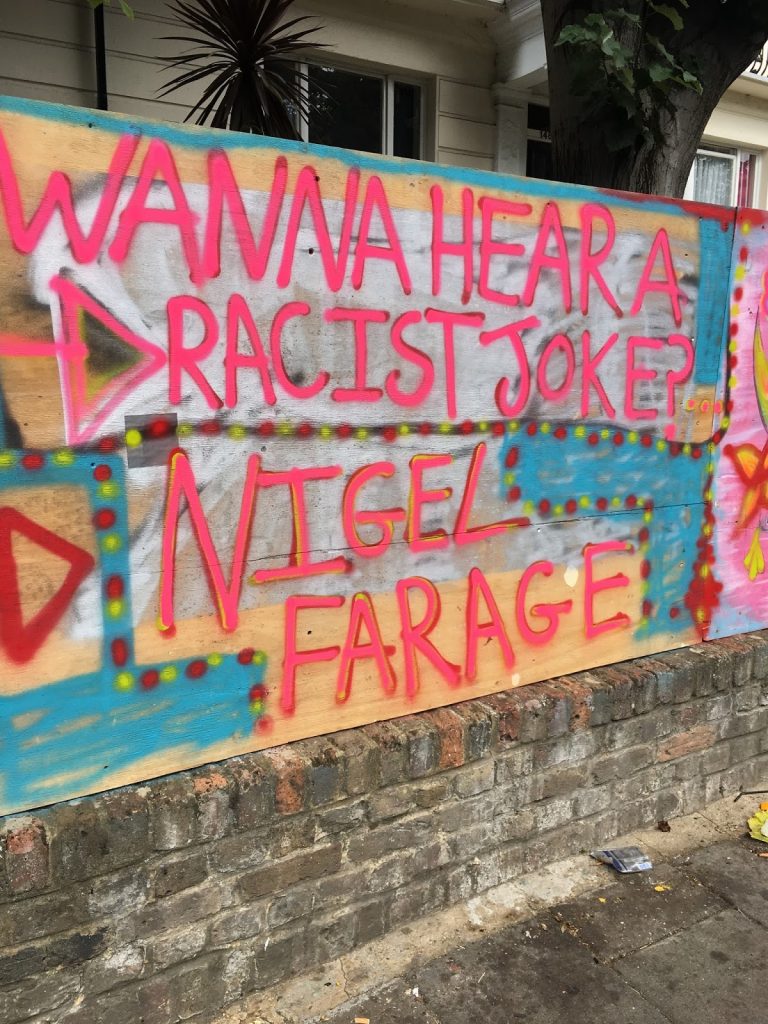 WANNA HEAR A
RACIST JOKE?
NIGEL
FARAGE